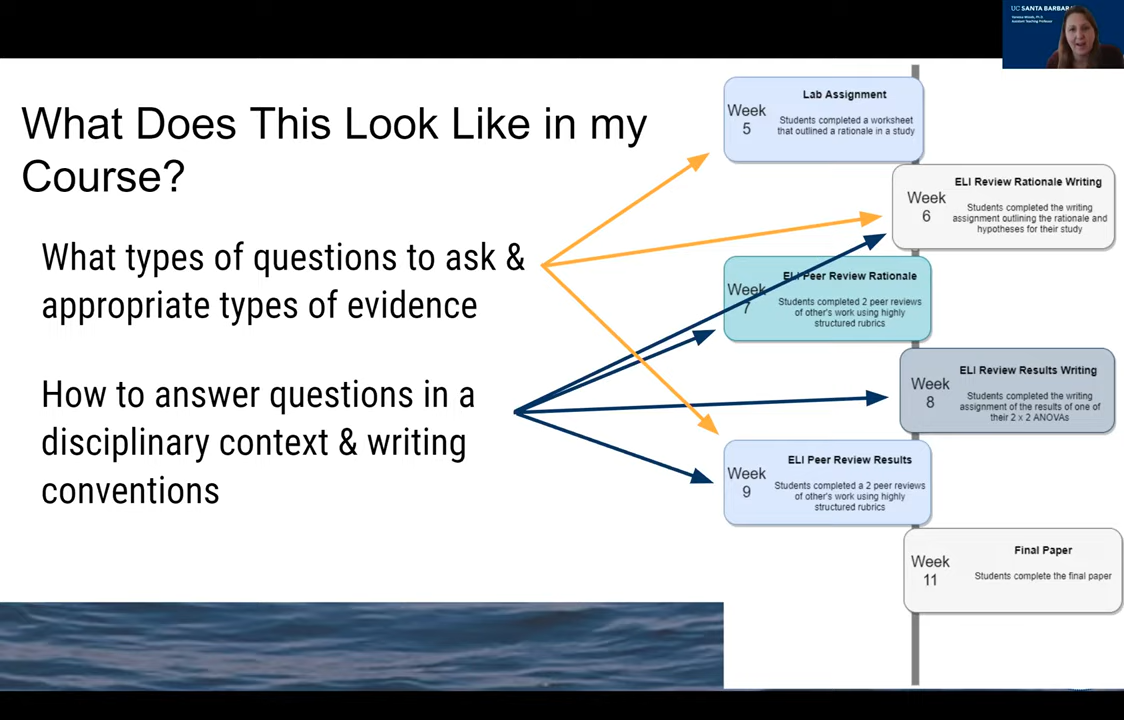 UC SANTA BARBARA
What Does This Look Like in my
Course?
What types of questions to ask &
appropriate types of evidence
How to answer questions in a
disciplinary context & writing
conventions
Week
5
Lab Assignment
Students completed a worksheet
that outlined a rationale in a study
Week
6
ELI Review Rationale Writing
Students completed the writing
assignment outlining the rationale and
hypotheses for their study
Week
7
ELI Peer Review Rationale
Students completed 2 peer reviews
of other's work using highly
structured rubrics
Week
8
ELI Review Results Writing
Students completed the writing
assignment of the results of one of
their 2 x 2 ANOVAs
Week
9
ELI Peer Review Results
Students completed a 2 peer reviews
of other's work using highly
structured rubrics
Week
11
Final Paper
Students complete the final paper